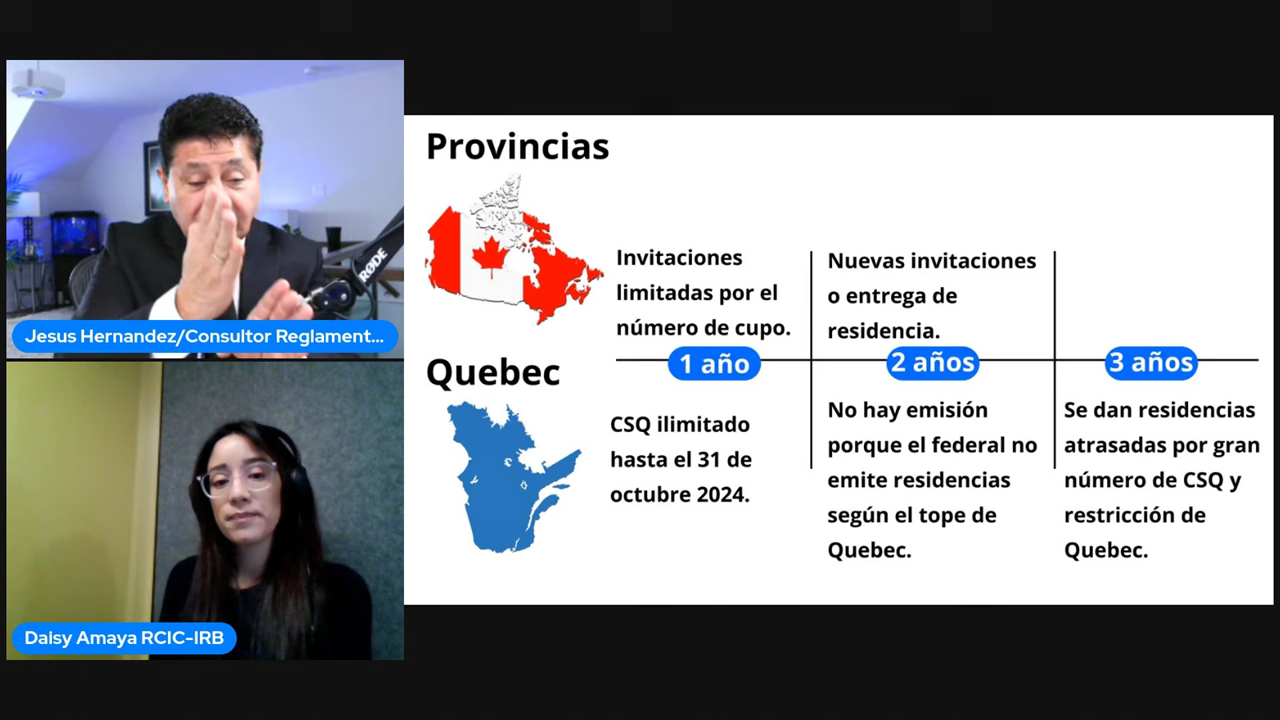 RØDE
Jesus Hernandez/Consultor Reglament...
Daisy Amaya RCIC-IRB
Provincias
Invitaciones
limitadas por el
número de cupo.
Nuevas invitaciones
o entrega de
residencia.
1 año
2 años
3 años
Quebec
CSQ ilimitado
hasta el 31 de
octubre 2024.
No hay emisión
porque el federal no
emite residencias
según el tope de
Quebec.
Se dan residencias
atrasadas por gran
número de CSQ y
restricción de
Quebec.